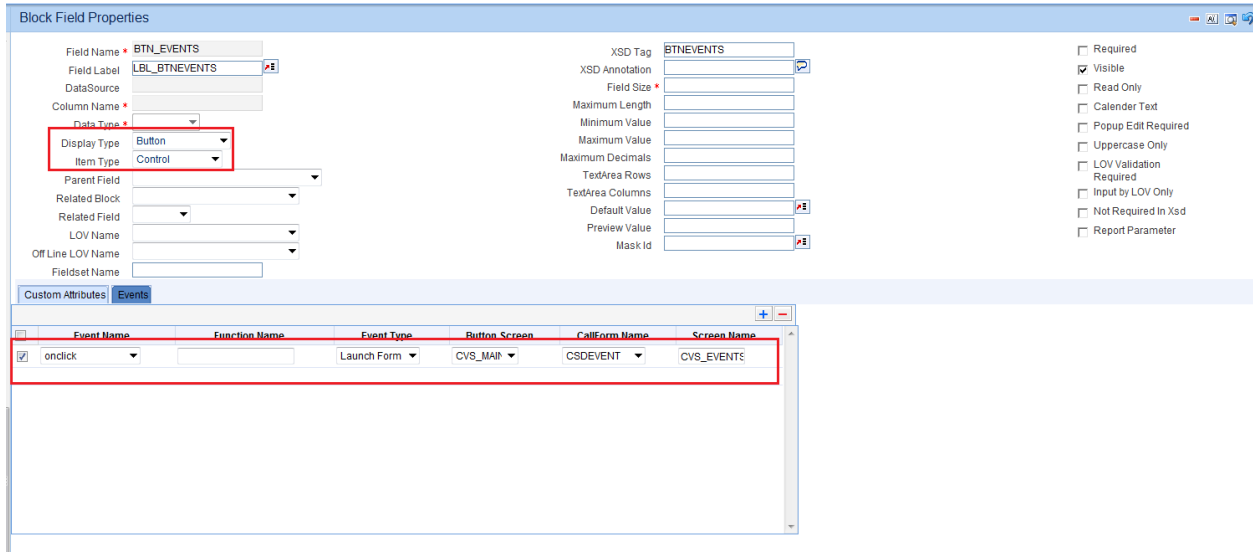 Block Field Properties
Field Name * BTN_EVENTS
Field Label LBL_BTNEVENTS
DataSource
Column Name *
Data Type *
Display Type Button
Item Type Control
Parent Field
Related Block
Related Field
LOV Name
Off Line LOV Name
Fieldset Name
XSD Tag BTNEVENTS
XSD Annotation
Field Size *
Maximum Length
Minimum Value
Maximum Value
Maximum Decimals
TextArea Rows
TextArea Columns
Default Value
Preview Value
Mask Id
Required
Visible
Read Only
Calender Text
Popup Edit Required
Uppercase Only
LOV Validation
Required
Input by LOV Only
Not Required In Xsd
Report Parameter
Custom Attributes Events
Event Name Function Name Event Type Button Screen CallForm Name Screen Name
onclick Launch Form CVS_MAIN CSDEVENT CVS_EVENTS